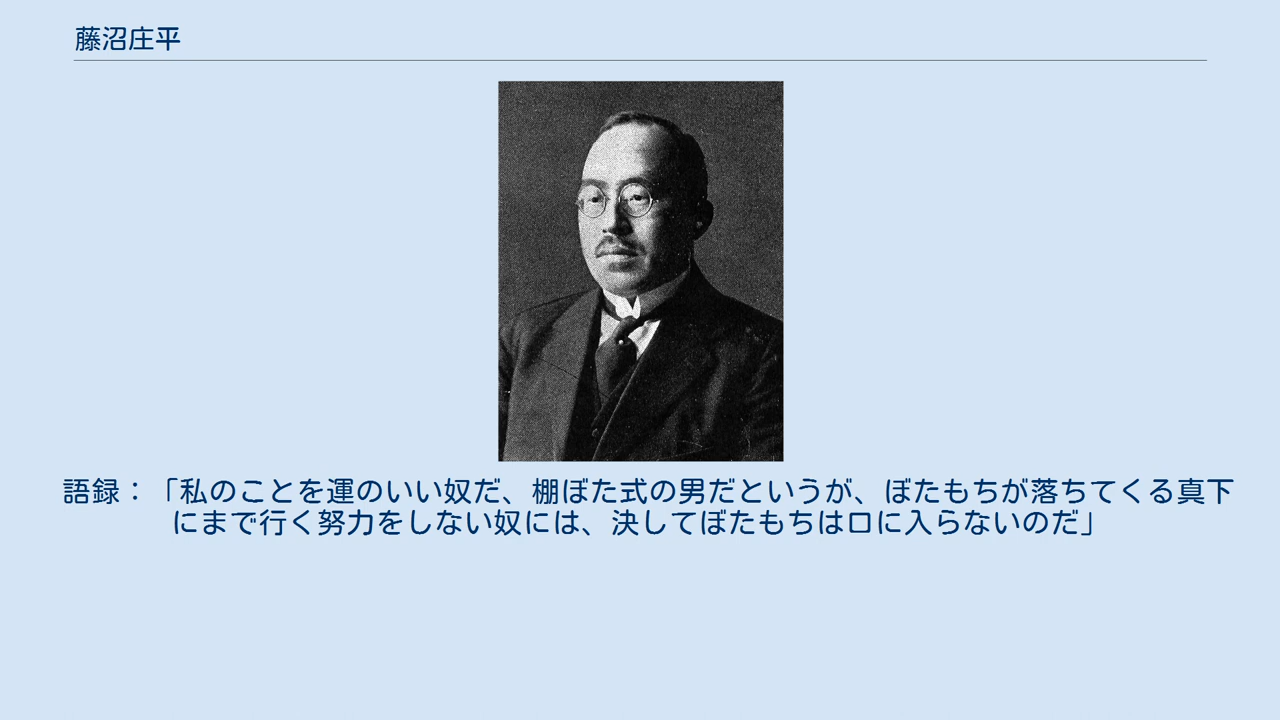 藤沼庄平
語録：「私のことを運のいい奴だ、棚ぼた式の男だというが、ぼたもちが落ちてくる真下
にまで行く努力をしない奴には、決してぼたもちは口に入らないのだ」